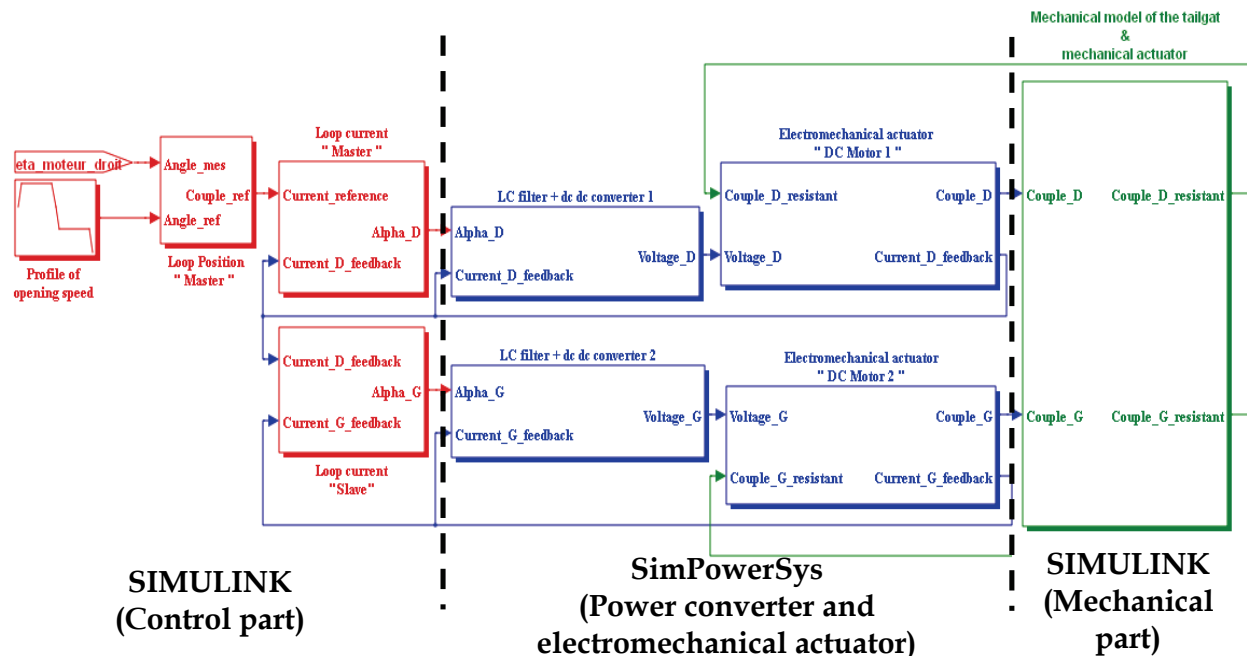 Mechanical model of the tailgat
&
mechanical actuator
eta_moteur_droit
Profile of
opening speed
Angle_mes
Couple_ref
Angle_ref
Loop Position
" Master "
Loop current
" Master "
Current_reference
Alpha_D
Current_D_feedback
LC filter + dc dc converter 1
Alpha_D
Voltage_D
Current_D_feedback
Electromechanical actuator
" DC Motor 1 "
Couple_D_resistant
Couple_D
Voltage_D
Current_D_feedback
Couple_D
Couple_D_resistant
Current_D_feedback
Alpha_G
Current_G_feedback
Loop current
"Slave"
LC filter + dc dc converter 2
Alpha_G
Voltage_G
Current_G_feedback
Electromechanical actuator
" DC Motor 2 "
Voltage_G
Couple_G
Couple_G_resistant
Current_G_feedback
Couple_G
Couple_G_resistant
SIMULINK
(Control part)
SimPowerSys
(Power converter and
electromechanical actuator)
SIMULINK
(Mechanical
part)